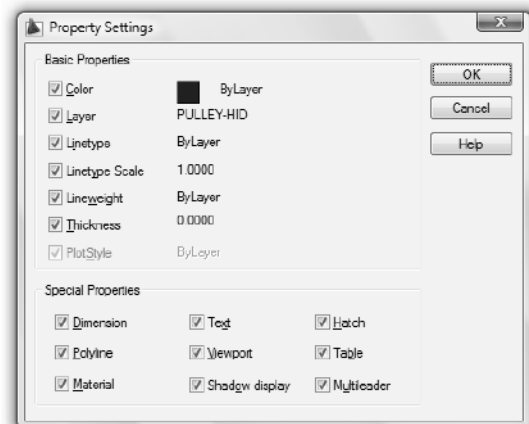 Property Settings
Basic Properties
Color ByLayer
Layer PULLEY-HID
Linetype ByLayer
Linetype Scale 1.0000
Lineweight ByLayer
Thickness 0.0000
PlotStyle ByLayer
OK
Cancel
Help
Special Properties
Dimension Text Hatch
Polyline Viewport Table
Material Shadow display Multileader